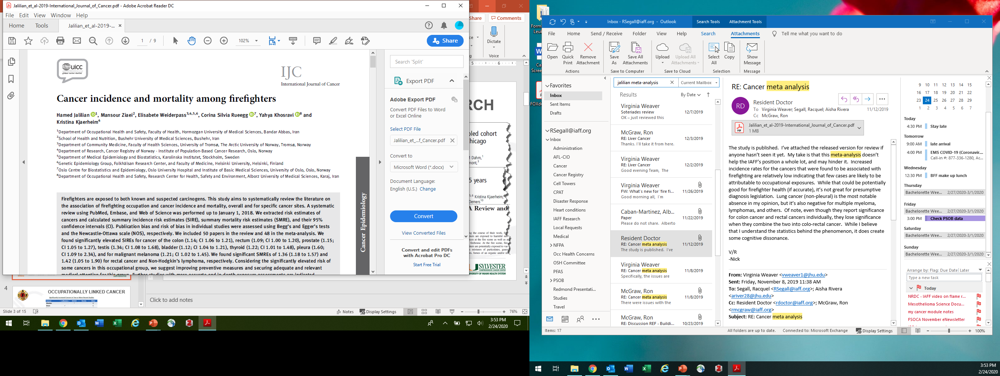 Jalilian_et_al-2019-International_Journal_of_Cancer.pdf - Adobe Acrobat Reader DC
File Edit View Window Help
Home Tools Jalilian_et_al-2019-... ×
1 / 9 102% Share
uicc
global cancer control
IJC
International Journal of Cancer
Cancer incidence and mortality among firefighters
Hamed Jalilian 1, Mansour Ziaei2, Elisabete Weiderpass3,4,5,6, Corina Silvia Rueegg 7, Yahya Khosravi 8 and
Kristina Kjaerheim4
1Department of Occupational Health and Safety, Faculty of Health, Hormozgan University of Medical Sciences, Bandar Abbas, Iran
2School of Health and Nutrition, Bushehr University of Medical Sciences, Bushehr, Iran
3Department of Community Medicine, Faculty of Health Sciences, University of Tromsø, The Arctic University of Norway, Tromsø, Norway
4Department of Research, Cancer Registry of Norway - Institute of Population-Based Cancer Research, Oslo, Norway
5Department of Medical Epidemiology and Biostatistics, Karolinska Institutet, Stockholm, Sweden
6Genetic Epidemiology Group, Folkhälsan Research Center, and Faculty of Medicine, Helsinki University, Helsinki, Finland
7Oslo Centre for Biostatistics and Epidemiology, Oslo University Hospital and Institute of Basic Medical Sciences, University of Oslo, Oslo, Norway
8Department of Occupational Health and Safety, Research Center for Health, Safety and Environment, Alborz University of Medical Sciences, Karaj, Iran
Firefighters are exposed to both known and suspected carcinogens. This study aims to systematically review the literature on
the association of firefighting occupation and cancer incidence and mortality, overall and for specific cancer sites. A systematic
review using PubMed, Embase, and Web of Science was performed up to January 1, 2018. We extracted risk estimates of
cancers and calculated summary incidence risk estimates (SIRE), summary mortality risk estimates (SMRE), and their 95%
confidence intervals (CI). Publication bias and risk of bias in individual studies were assessed using Begg's and Egger's tests
and the Newcastle-Ottawa scale (NOS), respectively. We included 50 papers in the review and 48 in the meta-analysis. We
found significantly elevated SIREs for cancer of the colon (1.14; CI 1.06 to 1.21), rectum (1.09; CI 1.00 to 1.20), prostate (1.15;
CI 1.05 to 1.27), testis (1.34; CI 1.08 to 1.68), bladder (1.12; CI 1.04 to 1.21), thyroid (1.22; CI 1.01 to 1.48), pleura (1.60;
CI 1.09 to 2.34), and for malignant melanoma (1.21; CI 1.02 to 1.45). We found significant SMREs of 1.36 (1.18 to 1.57) and
1.42 (1.05 to 1.90) for rectal cancer and Non-Hodgkin's lymphoma, respectively. Considering the significantly elevated risk of
some cancers in this occupational group, we suggest improving preventive measures and securing adequate and relevant
medical attention for this group. Further studies with more accurate and in-depth exposure assessments are indicated.
Cancer Epidemiology
Search 'Split'
Export PDF
Adobe Export PDF
Convert PDF Files to Word
or Excel Online
Select PDF File
Jalilian_et_...f_Cancer.pdf
Convert to
Microsoft Word (*.docx)
Document Language:
English (U.S.) Change
Convert
View Converted Files
Convert and edit PDFs
with Acrobat Pro DC
Start Free Trial
Share Comments
Dictate
Voice
RCH
oled cohort
Chicago
Dahm,1
mont,3
5 years
5,6 Kristina Kjaerheim,
Demers10
A Review and
SYLVESTER
COMPREHENSIVE CANCER CENTER
UNIVERSITY OF MIAMI HEALTH SYSTEM
4
OCCUPATIONALLY LINKED CANCER
Significantly Increased Cancers in Two or More Recent Studies
Click to add notes
Slide 3 of 15 Notes Display Settings 76%
3:53 PM
2/24/2020
Inbox - RSegall@iaff.org - Outlook Search Tools Attachment Tools
File Home Send / Receive Folder View Help Search Attachments Tell me what you want to do
Open Quick Print Remove Attachment Save As Save All Attachments Upload Upload All Attachments Select All Copy Show Message
Actions Save to Computer Save to Cloud Selection Message
Favorites
Inbox
Sent Items
Drafts
RSegall@iaff.org
Inbox
Administration
AFL-CIO
Cancer
Cancer Registry
Cell Towers
CPAT
Disaster Response
Heart conditions
IAFF Research
Local Requests
Medical
NFPA
Occ Health Concerns
OSH Committee
PFAS
PSOB
Redmond Presentati...
Studies
Travel
Items: 17
jalilian meta-analysis Current Mailbox
Results By Date
Virginia Weaver
Soteriades review 12/7/2019
OK – just reviewed this
McGraw, Ron
RE: Liver Cancer 12/3/2019
Thanks. I'll take it from here.
Virginia Weaver
RE: Liver Cancer 12/2/2019
Good evening Team, The
Virginia Weaver
FW: What's new for 'fire fi... 11/26/2019
Good morning all, I'm
Caban-Martinez, Alb...
Paper 11/22/2019
Please do not share. Alberto
Resident Doctor
RE: Cancer meta analysis 11/12/2019
The study is published. I've
Virginia Weaver
RE: Cancer meta analysis 11/8/2019
Specifically, the issues are
McGraw, Ron
RE: Cancer meta analysis 11/8/2019
There were issues with the
McGraw, Ron
RE: Discussion REF - Buildi... 10/23/2019
RE: Cancer meta analysis
RD
Resident Doctor
To Virginia Weaver; Segall, Racquel; Aisha Rivera 11/12/2019
Cc McGraw, Ron
Jalilian_et_al-2019-International_Journal_of_Cancer.pdf
1 MB
The study is published. I've attached the released version for review if
anyone hasn't seen it yet. My take is that this meta-analysis doesn't
help the IAFF's position a whole lot, and may hinder it. Increased
incidence rates for the cancers that were found to be associated with
firefighting are relatively low indicating that few cases are likely to be
attributable to occupational exposures. While that could be potentially
good for firefighter health (if accurate), it's not great for presumptive
diagnosis legislation. Lung cancer (non-pleural) is the most notable
absence in my opinion, but it's also negative for multiple myeloma,
lymphomas, and others. Of note, even though they report significance
for colon cancer and rectal cancers individually, they lose significance
when they combine the two into colo-rectal cancer. While I believe
that I understand the statistics behind the phenomenon, it does create
some cognitive dissonance.
V/R
-Nick
From: Virginia Weaver <vweaver1@jhu.edu>
Sent: Friday, November 8, 2019 11:38 AM
To: Segall, Racquel <RSegall@iaff.org>; Aisha Rivera
<ariver28@jhu.edu>
Cc: Resident Doctor <rdoctor@iaff.org>; McGraw, Ron
<rmcgraw@iaff.org>
Subject: RE: Cancer meta analysis
9 10 11 12 13 14 15
16 17 18 19 20 21 22
23 24 25 26 27 28 29
1 2 3 4 5 6 7
Today
4:30 PM Stay late
Tomorrow
9:00 AM late arrival
4:00 PM EMS COVID-19 (Coronavir...
Call-in #: 877-336-1280, Ac...
Wednesday
12:30 PM BFF make up lunch
Thursday
Bachelorette Wee... 2/27/2020-3/1/2020
Friday
Bachelorette Wee... 2/27/2020-3/1/2020
3:00 PM Check PSOB data
Saturday
Bachelorette Wee... 2/27/2020-3/1/2020
Sunday
Bachelorette Wee... 2/27/2020-3/1/2020
Arrange by: Flag: Due Date Later
Type a new task
Today
NRDC - IAFF video on flame r...
Mesothelioma Science Docu...
my cancer module notes
FSOCA November eNewsletter
All folders are up to date. Connected to: Microsoft Exchange Display Settings 100%
3:53 PM
2/24/2020